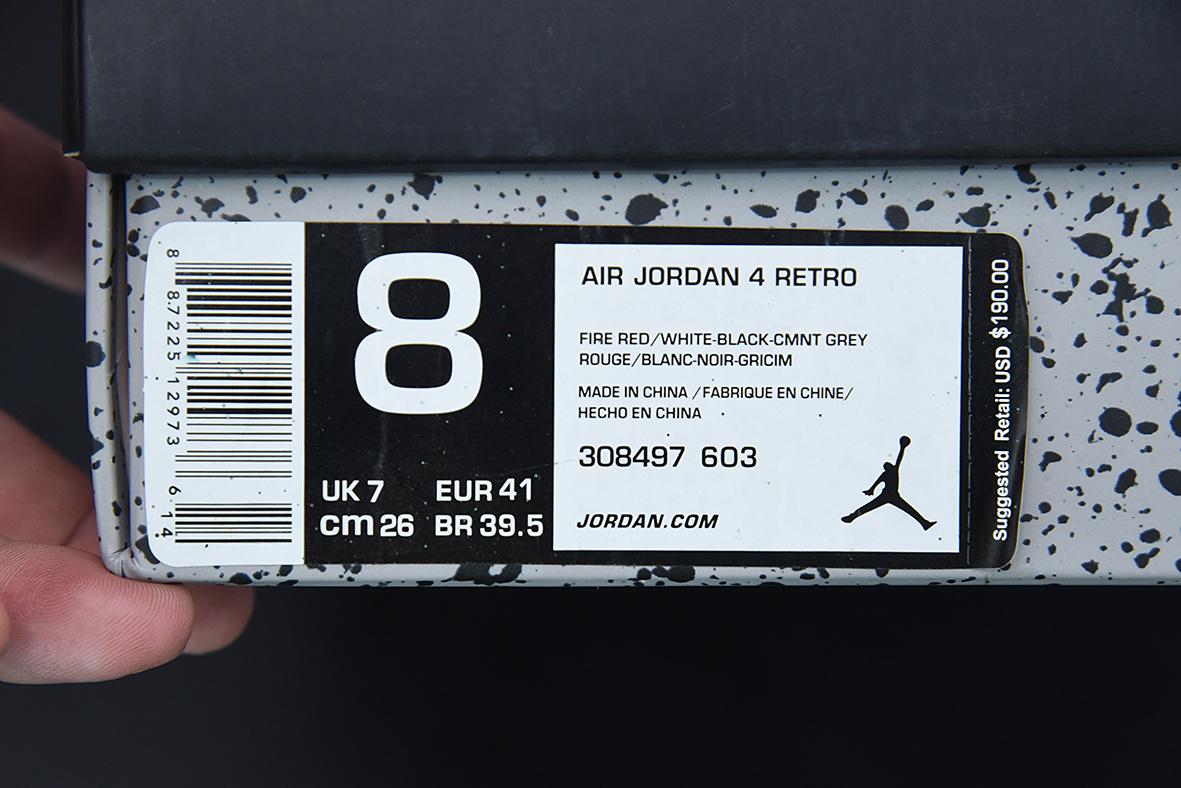 8 87225 12973 6 14
8
UK 7 EUR 41
cm 26 BR 39.5
AIR JORDAN 4 RETRO
FIRE RED/WHITE-BLACK-CMNT GREY
ROUGE/BLANC-NOIR-GRICIM
MADE IN CHINA /FABRIQUE EN CHINE/
HECHO EN CHINA
308497 603
JORDAN.COM
Suggested Retail: USD $190.00